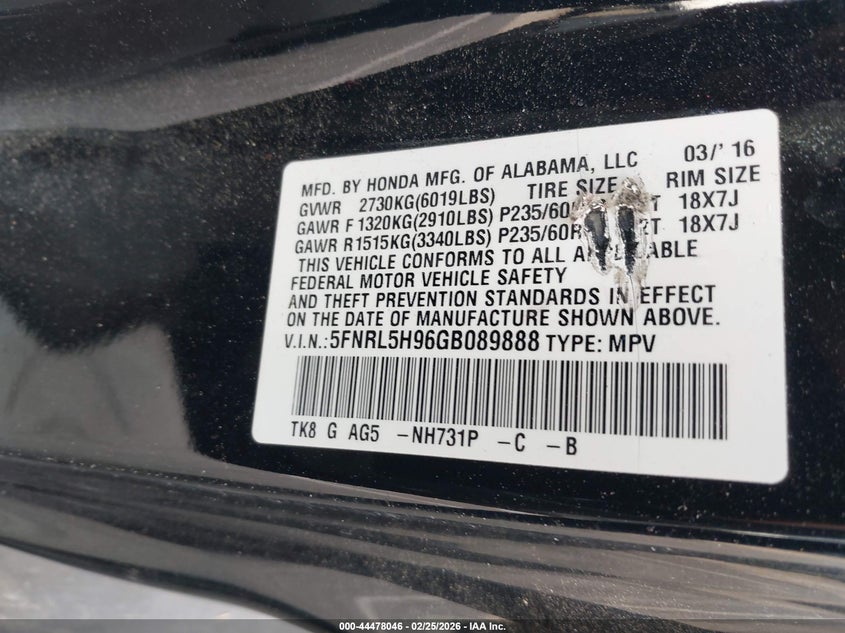 MFD. BY HONDA MFG. OF ALABAMA, LLC 03/' 16
GVWR 2730KG(6019LBS) TIRE SIZE RIM SIZE
GAWR F 1320KG(2910LBS) P235/60 18X7J
GAWR R 1515KG(3340LBS) P235/60R 18X7J
THIS VEHICLE CONFORMS TO ALL
FEDERAL MOTOR VEHICLE SAFETY
AND THEFT PREVENTION STANDARDS IN EFFECT
ON THE DATE OF MANUFACTURE SHOWN ABOVE.
V.I.N.:5FNRL5H96GB089888 TYPE: MPV
TK8 G AG5 -NH731P -C -B
000-44478046 - 02/25/2026 - IAA Inc.